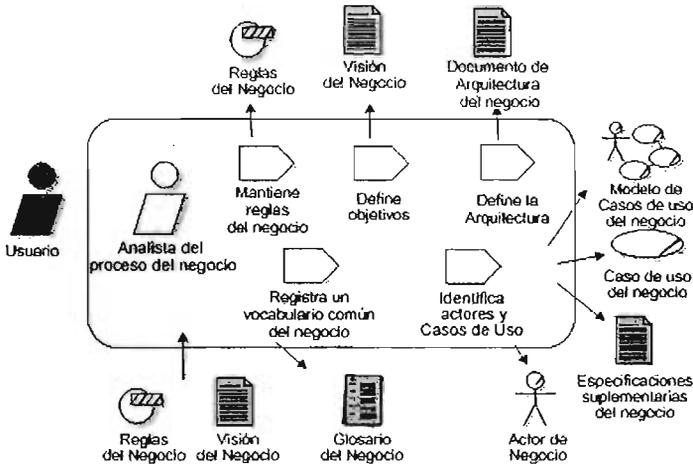 Reglas
del Negocio
Visión
del Negocio
Documento de
Arquitectura
del negocio
Usuario
Analista del
proceso del negocio
Mantiene
reglas
del negocio
Define
objetivos
Define la
Arquitectura
Modelo de
Casos de uso
del negocio
Registra un
vocabulario común
del negocio
Identifica
actores y
Casos de Uso
Caso de uso
del negocio
Especificaciones
suplementarias
del negocio
Reglas
del Negocio
Visión
del Negocio
Glosario
del Negocio
Actor de
Negocio